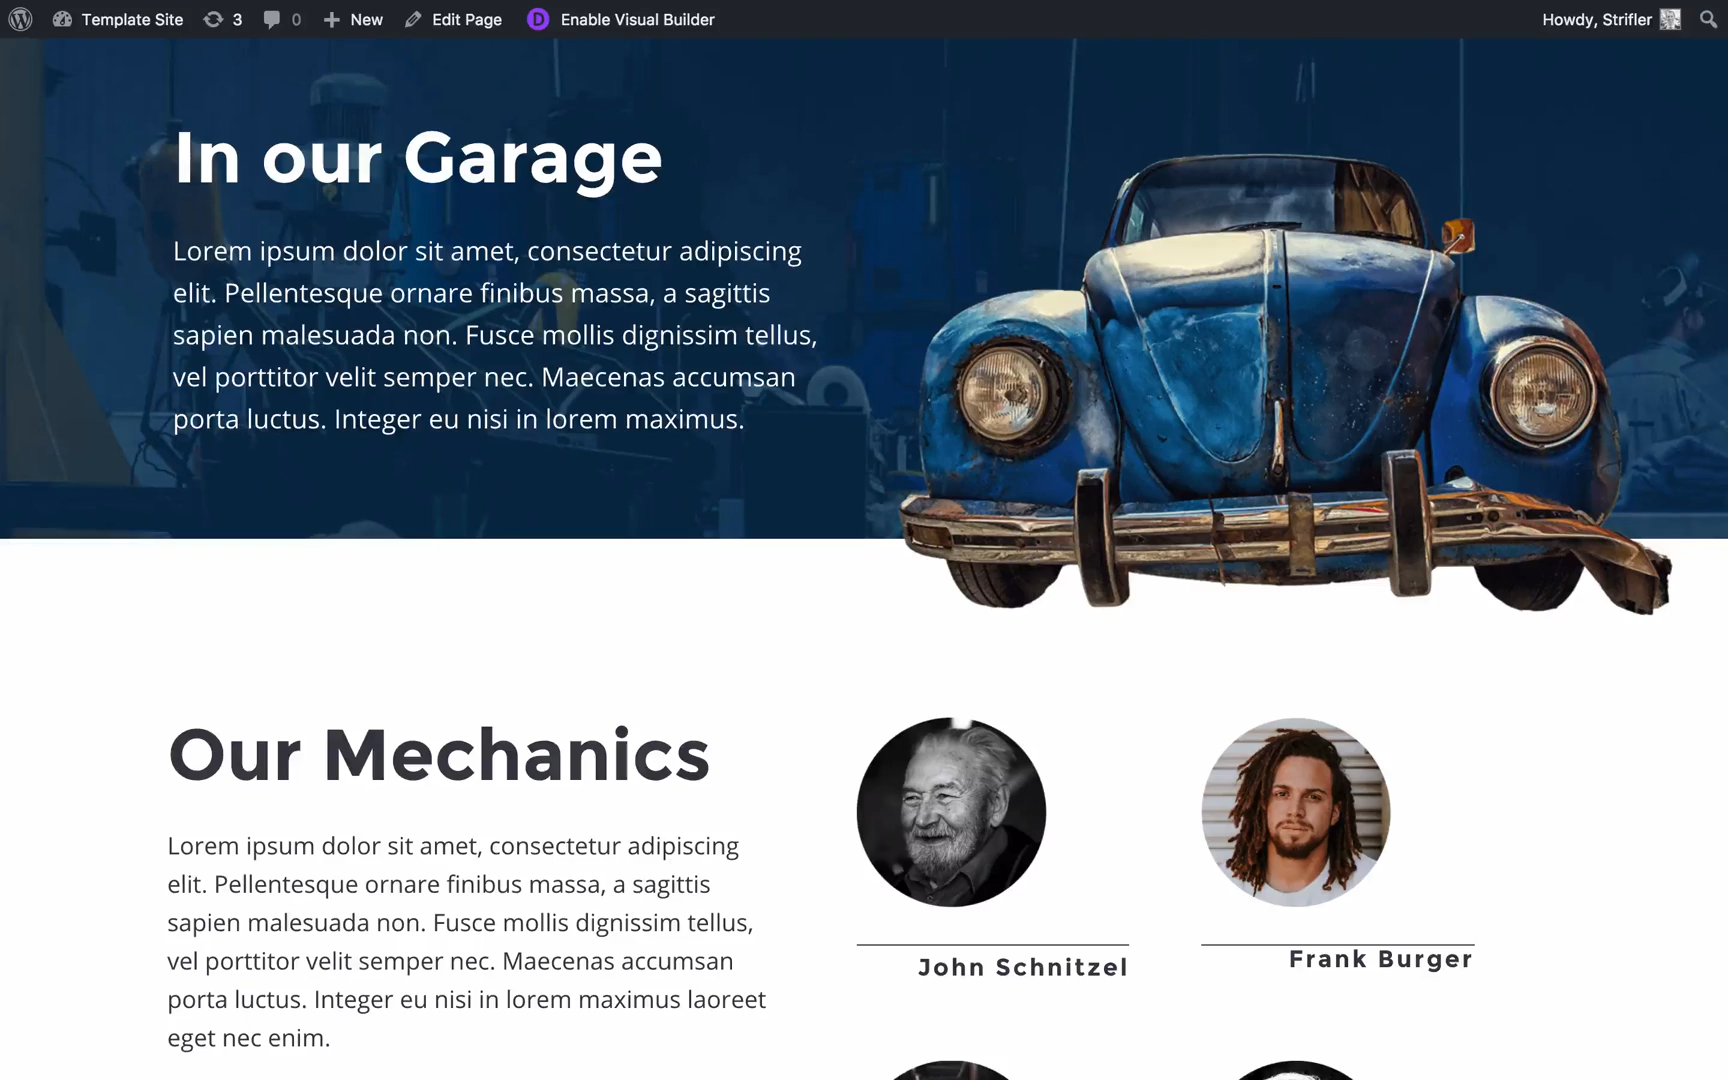 Template Site 3 0 New Edit Page D Enable Visual Builder Howdy, Strifler
In our Garage
Lorem ipsum dolor sit amet, consectetur adipiscing
elit. Pellentesque ornare finibus massa, a sagittis
sapien malesuada non. Fusce mollis dignissim tellus,
vel porttitor velit semper nec. Maecenas accumsan
porta luctus. Integer eu nisi in lorem maximus.
Our Mechanics
Lorem ipsum dolor sit amet, consectetur adipiscing
elit. Pellentesque ornare finibus massa, a sagittis
sapien malesuada non. Fusce mollis dignissim tellus,
vel porttitor velit semper nec. Maecenas accumsan
porta luctus. Integer eu nisi in lorem maximus laoreet
eget nec enim.
John Schnitzel
Frank Burger